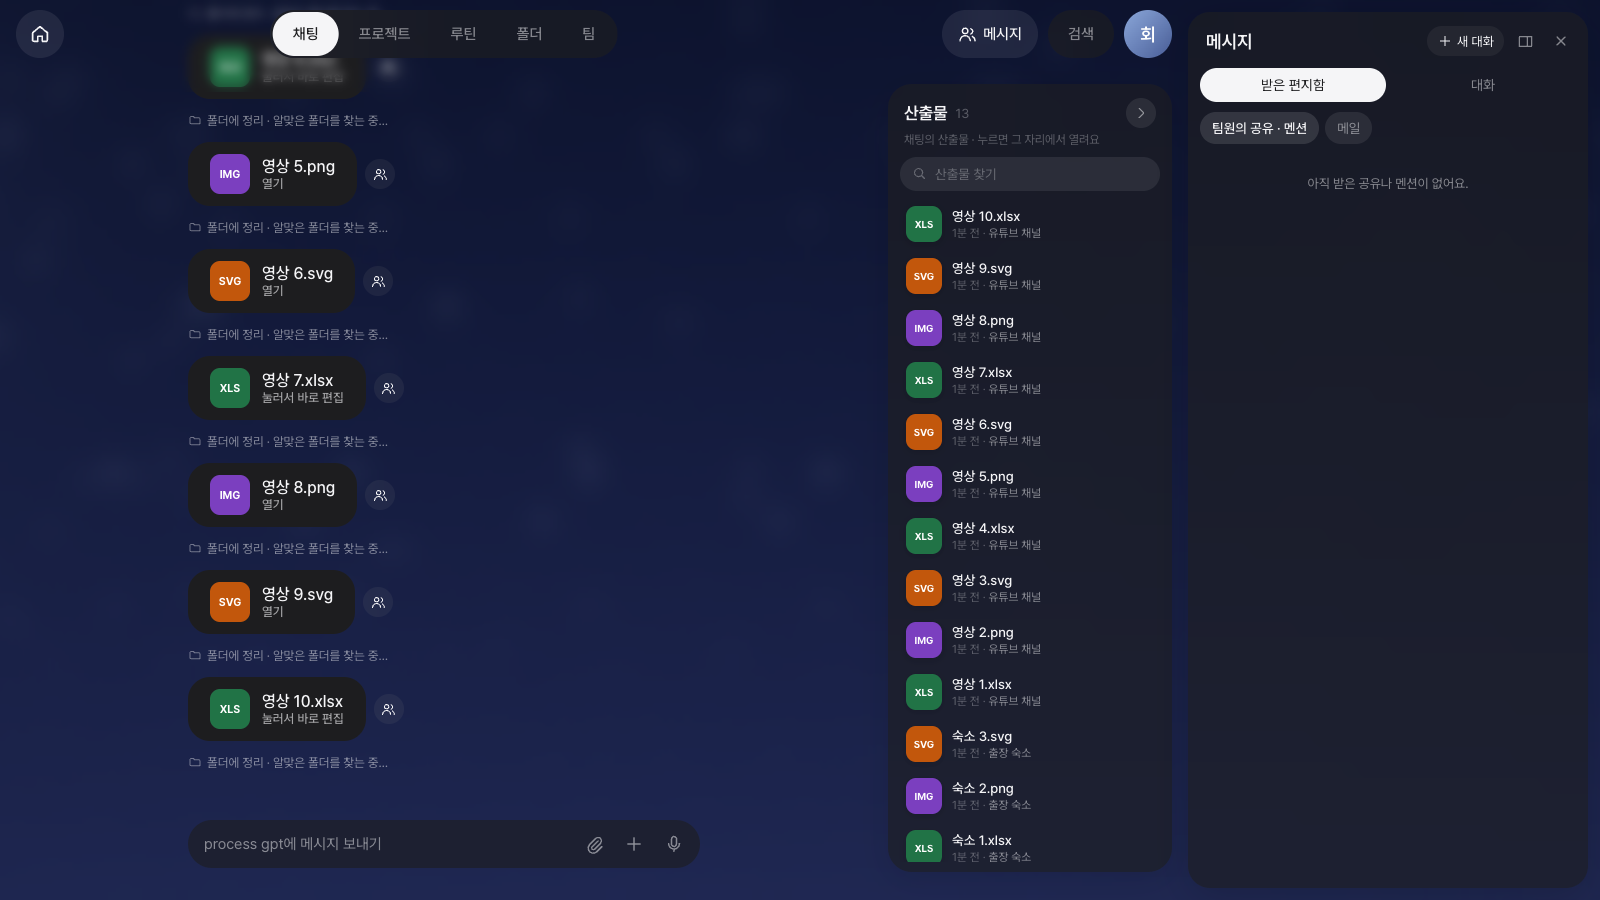 채팅
프로젝트
루틴
폴더
팀
메시지
검색
회
폴더에 정리 · 알맞은 폴더를 찾는 중...
IMG
영상 5.png
열기
폴더에 정리 · 알맞은 폴더를 찾는 중...
SVG
영상 6.svg
열기
폴더에 정리 · 알맞은 폴더를 찾는 중...
XLS
영상 7.xlsx
눌러서 바로 편집
폴더에 정리 · 알맞은 폴더를 찾는 중...
IMG
영상 8.png
열기
폴더에 정리 · 알맞은 폴더를 찾는 중...
SVG
영상 9.svg
열기
폴더에 정리 · 알맞은 폴더를 찾는 중...
XLS
영상 10.xlsx
눌러서 바로 편집
폴더에 정리 · 알맞은 폴더를 찾는 중...
process gpt에 메시지 보내기
산출물 13
채팅의 산출물 · 누르면 그 자리에서 열려요
산출물 찾기
XLS
영상 10.xlsx
1분 전 · 유튜브 채널
SVG
영상 9.svg
1분 전 · 유튜브 채널
IMG
영상 8.png
1분 전 · 유튜브 채널
XLS
영상 7.xlsx
1분 전 · 유튜브 채널
SVG
영상 6.svg
1분 전 · 유튜브 채널
IMG
영상 5.png
1분 전 · 유튜브 채널
XLS
영상 4.xlsx
1분 전 · 유튜브 채널
SVG
영상 3.svg
1분 전 · 유튜브 채널
IMG
영상 2.png
1분 전 · 유튜브 채널
XLS
영상 1.xlsx
1분 전 · 유튜브 채널
SVG
숙소 3.svg
1분 전 · 출장 숙소
IMG
숙소 2.png
1분 전 · 출장 숙소
XLS
숙소 1.xlsx
1분 전 · 출장 숙소
메시지
새 대화
받은 편지함
대화
팀원의 공유 · 멘션
메일
아직 받은 공유나 멘션이 없어요.